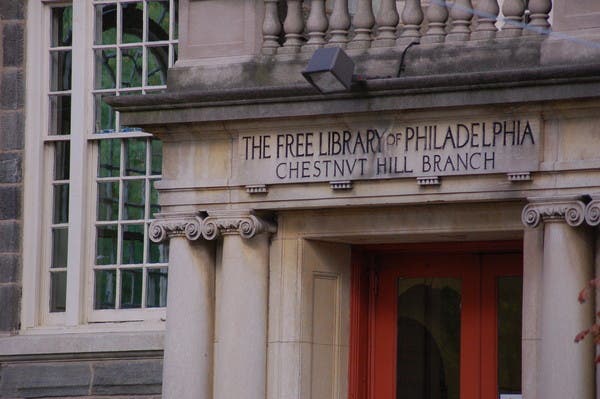 THE FREE LIBRARY of PHILADELPHIA
CHESTNVT HILL BRANCH